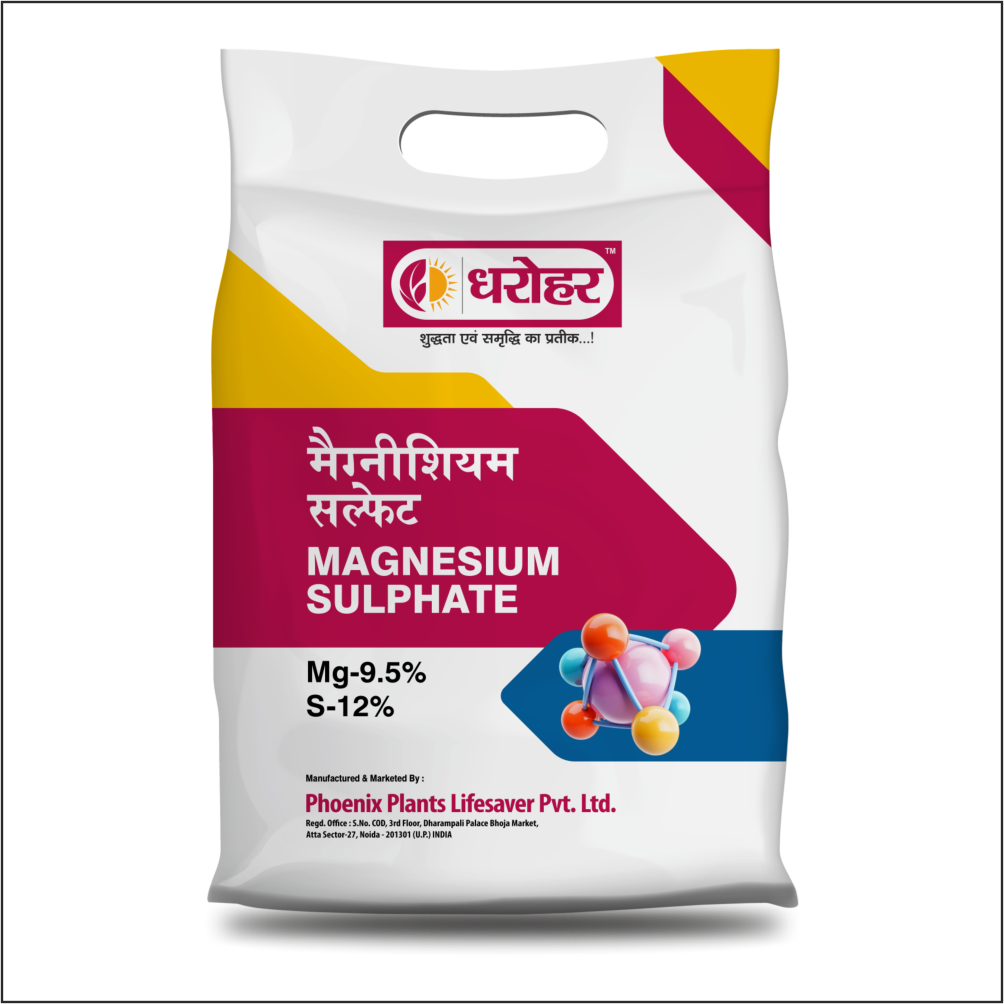 धरोहर TM
शुद्धता एवं समृद्धि का प्रतीक...!
मैग्नीशियम
सल्फेट
MAGNESIUM
SULPHATE
Mg-9.5%
S-12%
Manufactured & Marketed By :
Phoenix Plants Lifesaver Pvt. Ltd.
Regd. Office : S.No. COD, 3rd Floor, Dharampali Palace Bhoja Market,
Atta Sector-27, Noida - 201301 (U.P.) INDIA